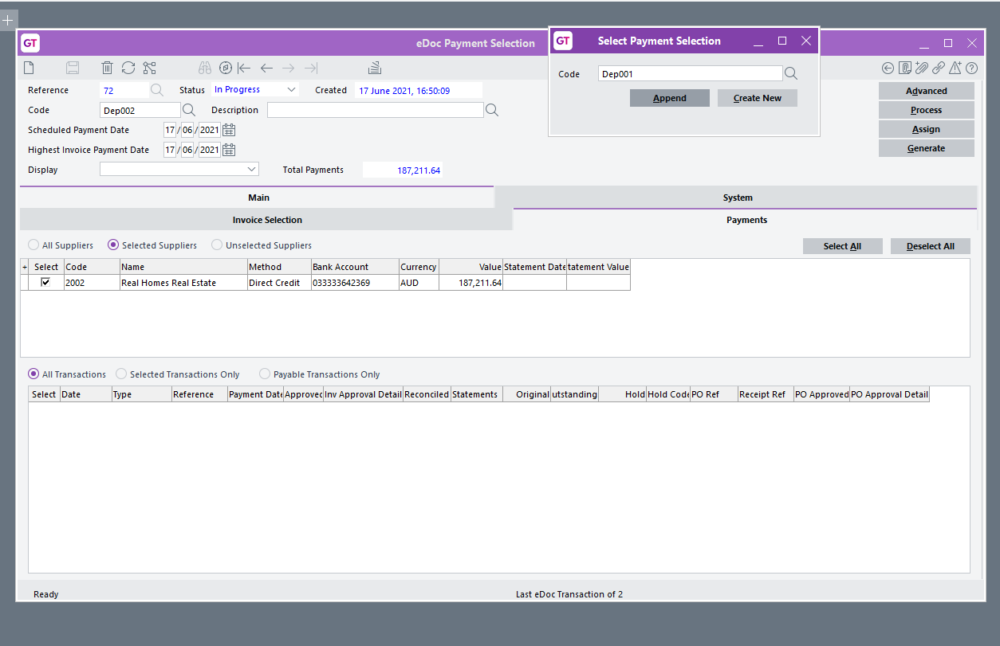 GT eDoc Payment Selection
GT Select Payment Selection
Code Dep001
Append Create New
Reference 72 Status In Progress Created 17 June 2021, 16:50:09
Code Dep002 Description
Scheduled Payment Date 17 / 06 / 2021
Highest Invoice Payment Date 17 / 06 / 2021
Display Total Payments 187,211.64
Advanced
Process
Assign
Generate
Main System
Invoice Selection Payments
All Suppliers Selected Suppliers Unselected Suppliers Select All Deselect All
+ Select Code Name Method Bank Account Currency Value Statement Date tatement Value
2002 Real Homes Real Estate Direct Credit 033333642369 AUD 187,211.64
All Transactions Selected Transactions Only Payable Transactions Only
Select Date Type Reference Payment Date Approved Inv Approval Detail Reconciled Statements Original utstanding Hold Hold Code PO Ref Receipt Ref PO Approved PO Approval Detail
Ready Last eDoc Transaction of 2